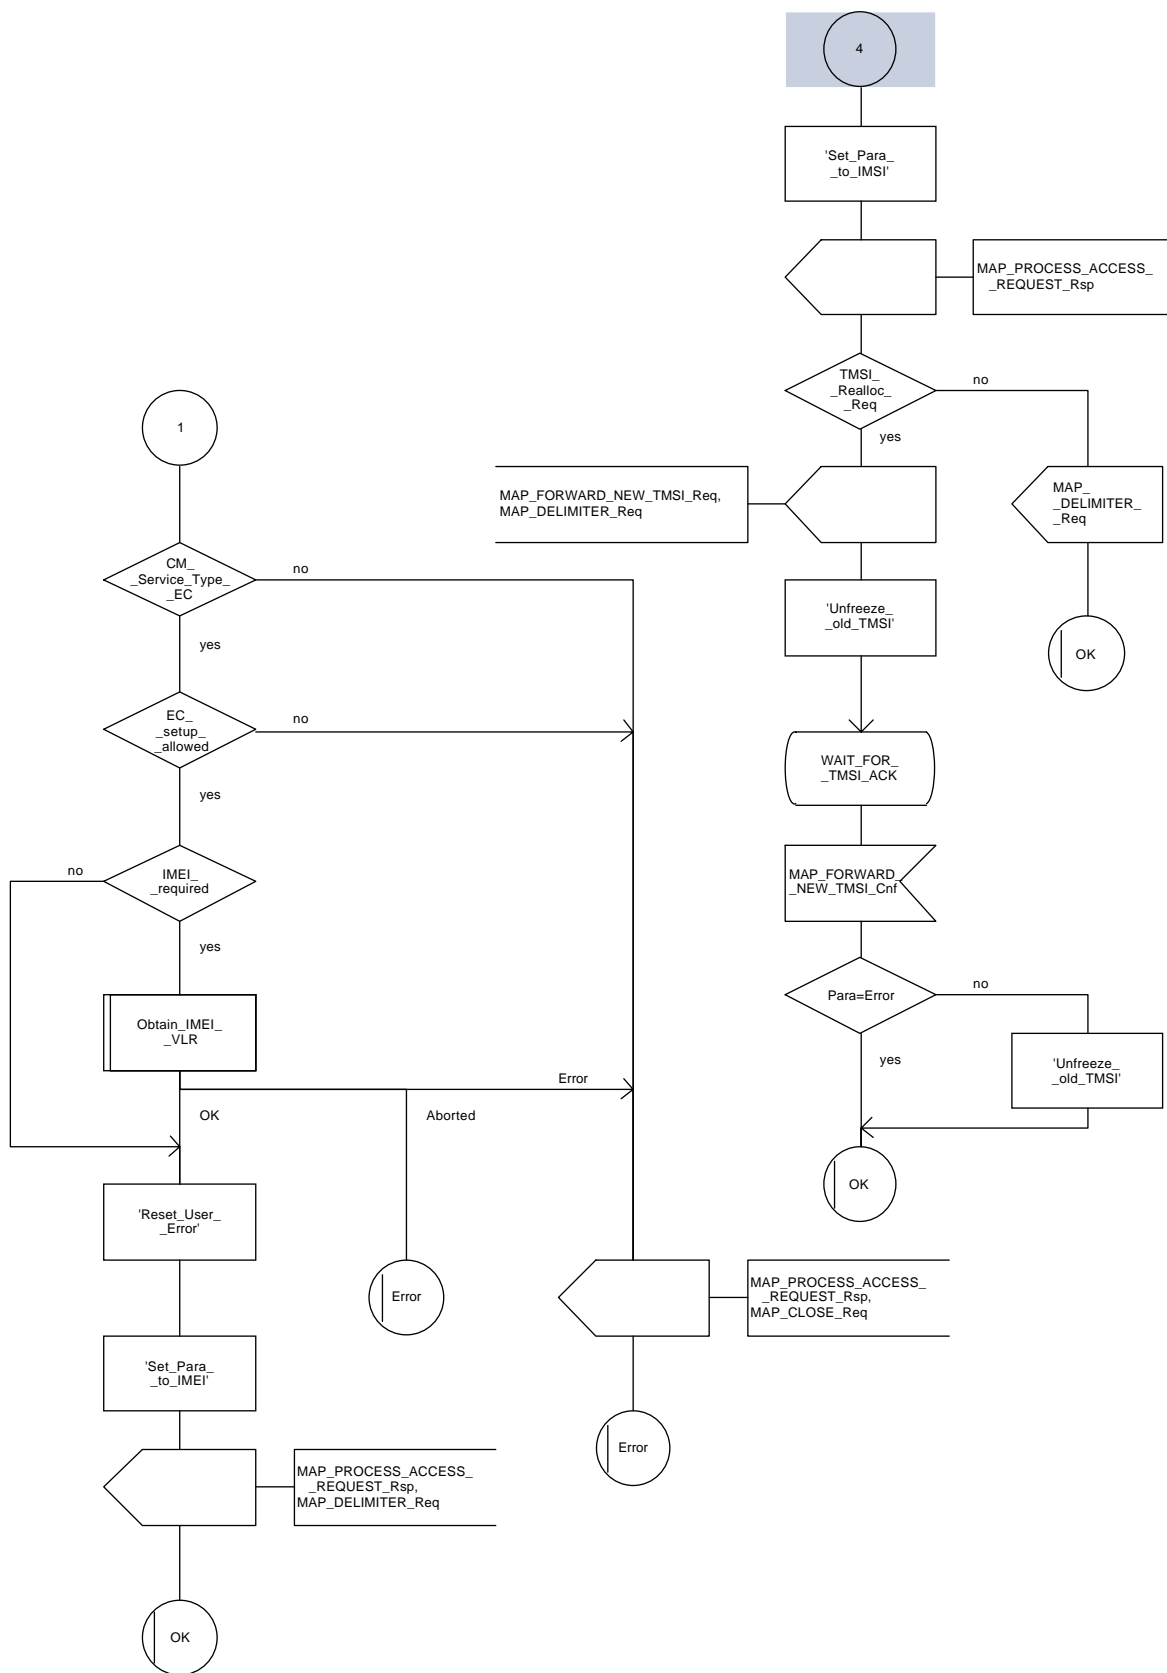 4
'Set_Para_
_to_IMSI'
MAP_PROCESS_ACCESS_
_REQUEST_Rsp
TMSI_
_Realloc_
_Req
no
yes
MAP_FORWARD_NEW_TMSI_Req,
MAP_DELIMITER_Req
MAP_
_DELIMITER_
_Req
'Unfreeze_
_old_TMSI'
OK
WAIT_FOR_
_TMSI_ACK
MAP_FORWARD_
_NEW_TMSI_Cnf
Para=Error
no
yes
'Unfreeze_
_old_TMSI'
OK
1
CM_
_Service_Type_
_EC
no
yes
EC_
_setup_
_allowed
no
yes
IMEI_
_required
no
yes
Obtain_IMEI_
_VLR
Error
OK
Aborted
'Reset_User_
_Error'
Error
MAP_PROCESS_ACCESS_
_REQUEST_Rsp,
MAP_CLOSE_Req
'Set_Para_
_to_IMEI'
Error
MAP_PROCESS_ACCESS_
_REQUEST_Rsp,
MAP_DELIMITER_Req
OK